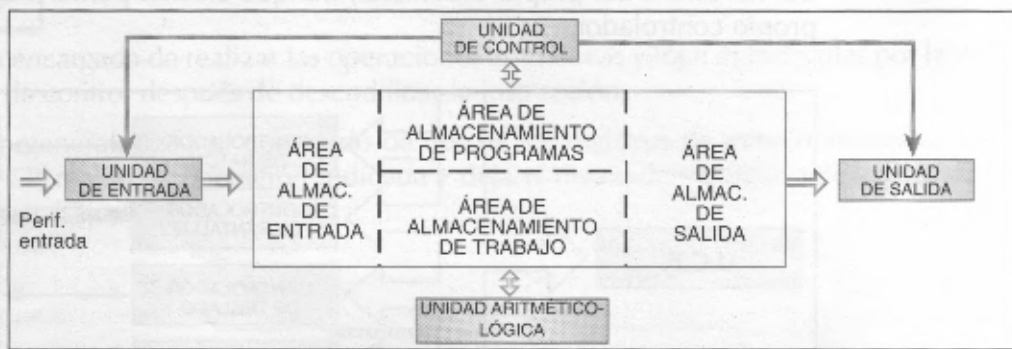 UNIDAD
DE CONTROL
ÁREA
DE
ALMAC.
DE
ENTRADA
ÁREA DE
ALMACENAMIENTO
DE PROGRAMAS
ÁREA DE
ALMACENAMIENTO
DE TRABAJO
ÁREA
DE
ALMAC.
DE
SALIDA
UNIDAD
DE ENTRADA
UNIDAD
DE SALIDA
Perif.
entrada
UNIDAD ARITMÉTICO-
LÓGICA